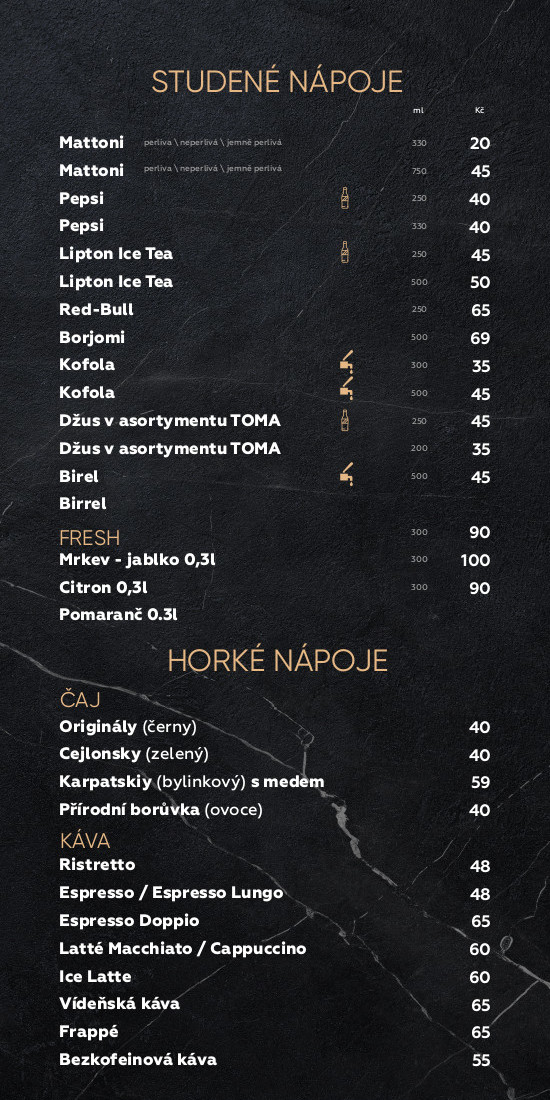 STUDENÉ NÁPOJE
ml Kč
Mattoni perlivá \ neperlivá \ jemně perlivá 330 20
Mattoni perlivá \ neperlivá \ jemně perlivá 750 45
Pepsi 250 40
Pepsi 330 40
Lipton Ice Tea 250 45
Lipton Ice Tea 500 50
Red-Bull 250 65
Borjomi 500 69
Kofola 300 35
Kofola 500 45
Džus v asortymentu TOMA 250 45
Džus v asortymentu TOMA 200 35
Birel 500 45
Birrel
FRESH 300 90
Mrkev - jablko 0,3l 300 100
Citron 0,3l 300 90
Pomaranč 0.3l
HORKÉ NÁPOJE
ČAJ
Originály (černy) 40
Cejlonsky (zelený) 40
Karpatskiy (bylinkový) s medem 59
Přírodní borůvka (ovoce) 40
KÁVA
Ristretto 48
Espresso / Espresso Lungo 48
Espresso Doppio 65
Latté Macchiato / Cappuccino 60
Ice Latte 60
Vídeňská káva 65
Frappé 65
Bezkofeinová káva 55